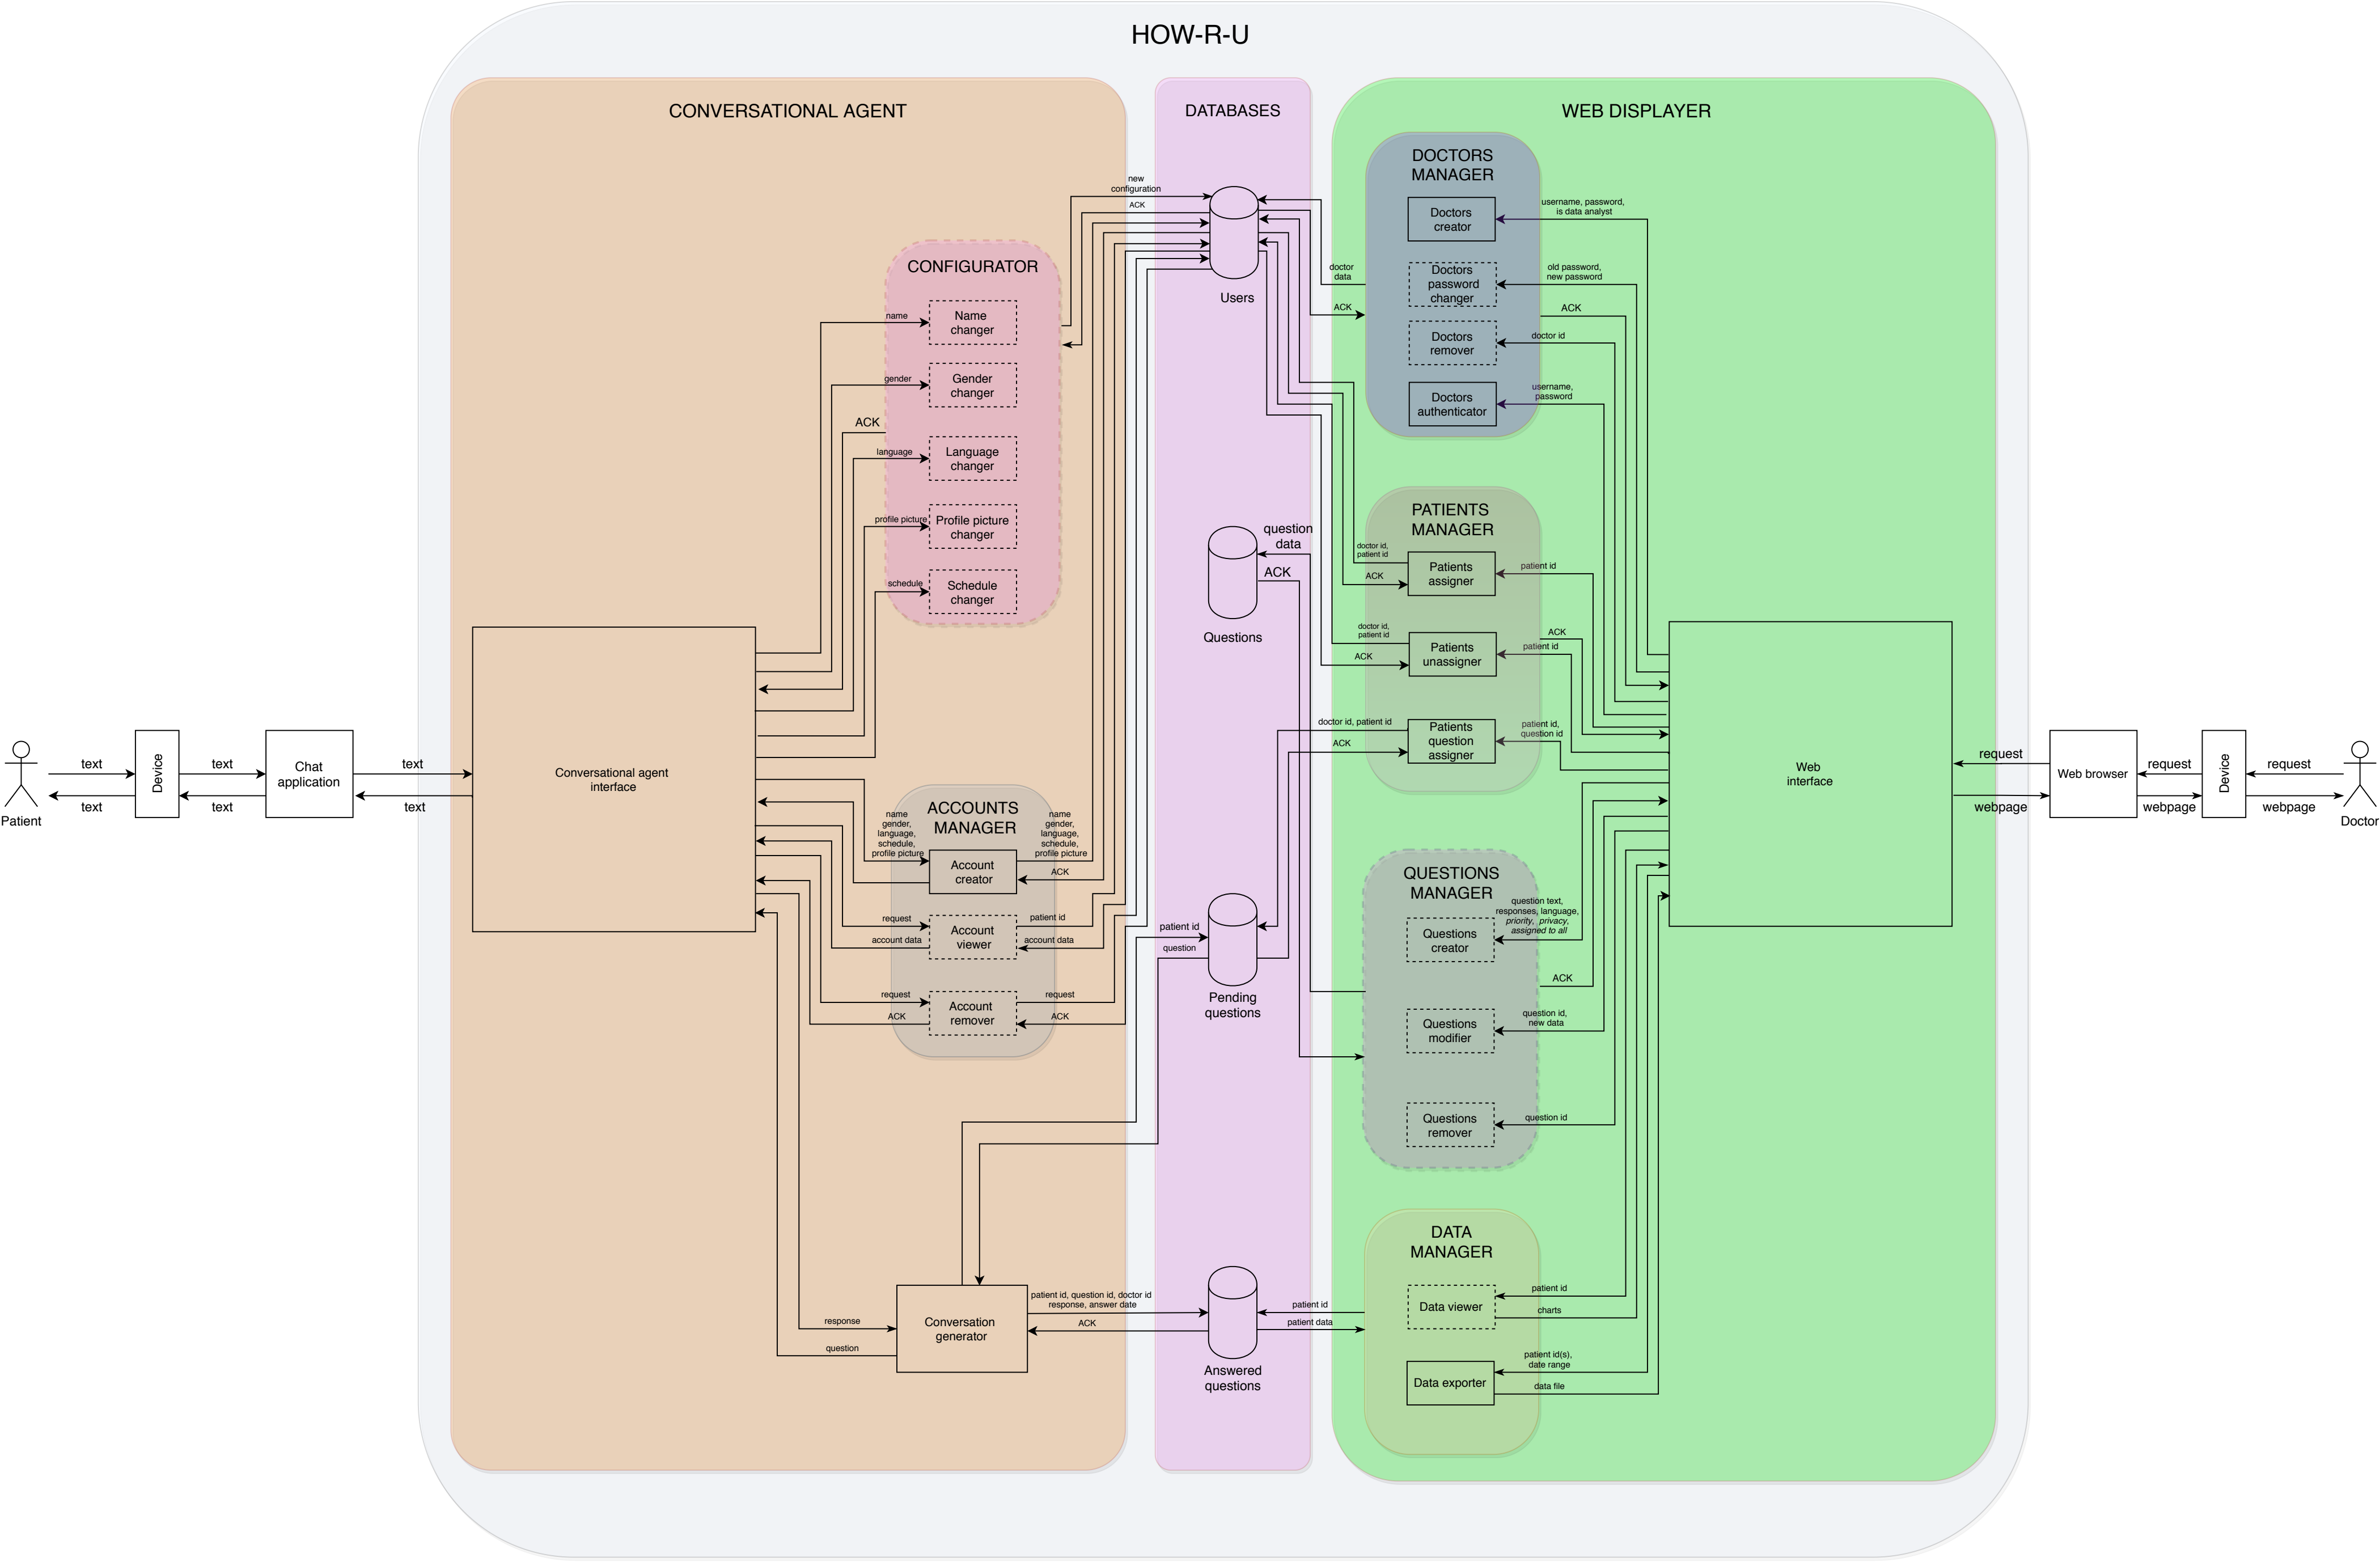 HOW-R-U
CONVERSATIONAL AGENT
DATABASES
WEB DISPLAYER
DOCTORS
MANAGER
new
configuration
ACK
Users
doctor
data
ACK
Doctors
creator
username, password,
is data analyst
Doctors
password
changer
old password,
new password
ACK
Doctors
remover
doctor id
Doctors
authenticator
username,
password
CONFIGURATOR
name
Name
changer
gender
Gender
changer
ACK
language
Language
changer
profile picture
Profile picture
changer
schedule
Schedule
changer
question
data
ACK
Questions
PATIENTS
MANAGER
doctor id,
patient id
ACK
Patients
assigner
patient id
doctor id,
patient id
ACK
Patients
unassigner
ACK
patient id
doctor id, patient id
ACK
Patients
question
assigner
patient id,
question id
Patient
text
text
Device
text
text
Chat
application
text
text
Conversational agent
interface
Web
interface
request
webpage
Web browser
request
webpage
Device
request
webpage
Doctor
ACCOUNTS
MANAGER
name
gender,
language,
schedule,
profile picture
Account
creator
name
gender,
language,
schedule,
profile picture
ACK
request
account data
Account
viewer
patient id
account data
request
ACK
Account
remover
request
ACK
patient id
question
Pending
questions
QUESTIONS
MANAGER
question text,
responses, language,
priority, privacy,
assigned to all
Questions
creator
ACK
Questions
modifier
question id,
new data
Questions
remover
question id
DATA
MANAGER
response
question
Conversation
generator
patient id, question id, doctor id
response, answer date
ACK
Answered
questions
patient id
patient data
Data viewer
patient id
charts
Data exporter
patient id(s),
date range
data file